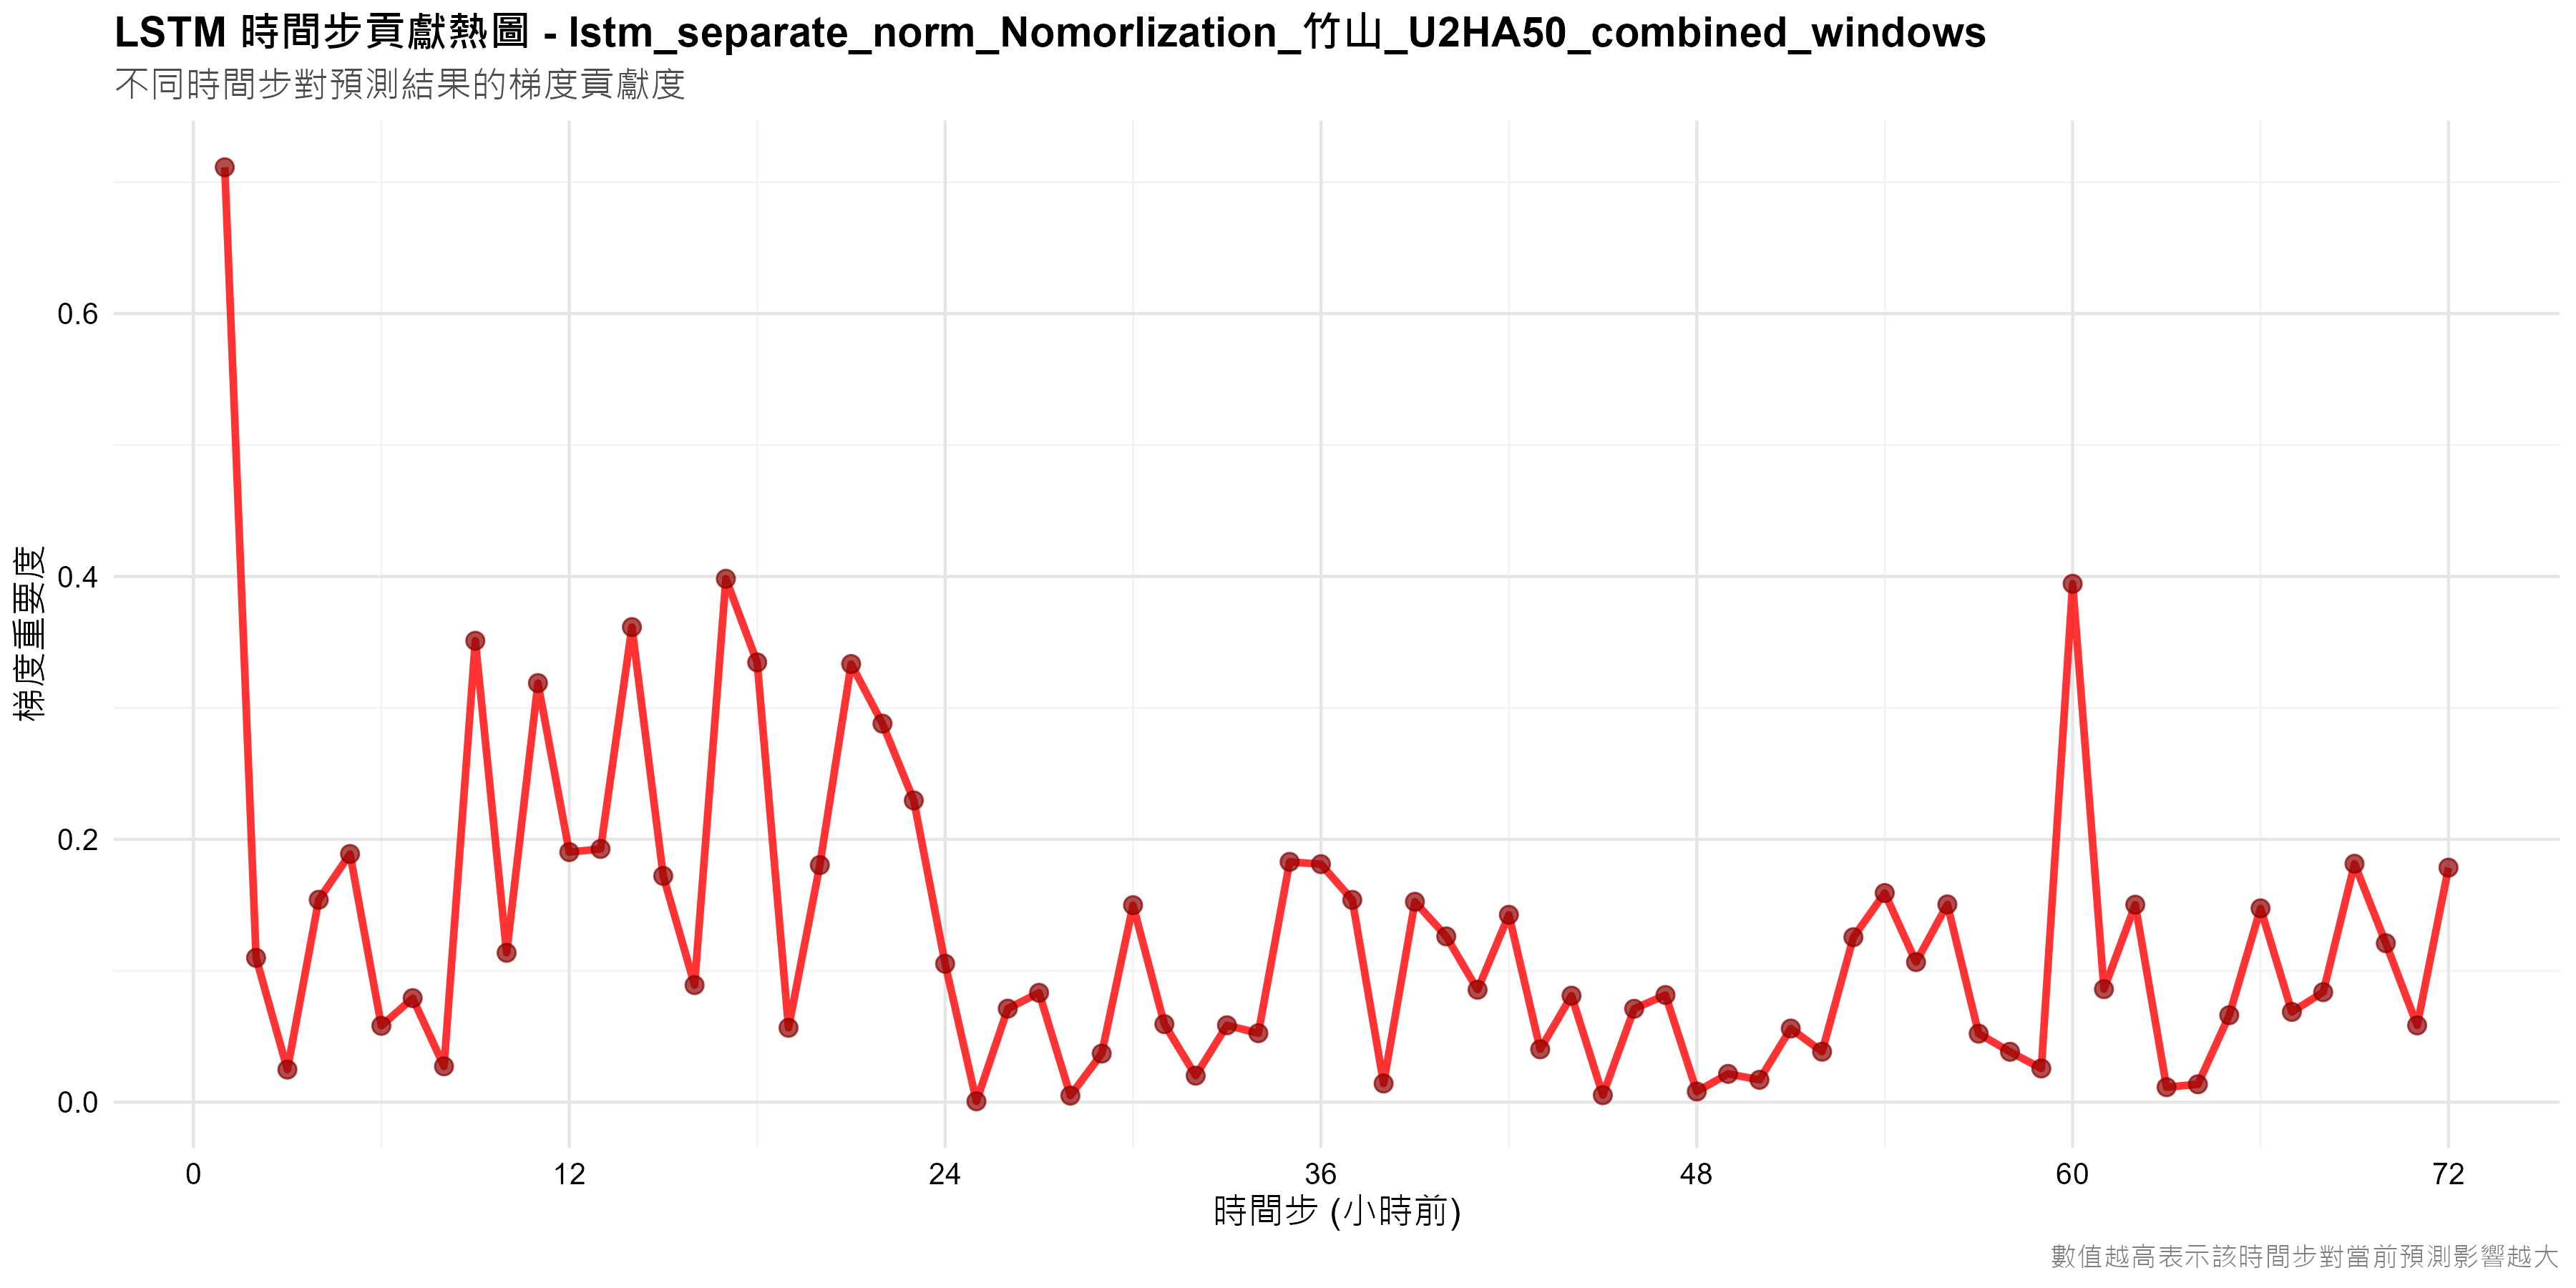 LSTM 時間步貢獻熱圖 - lstm_separate_norm_Nomorlization_竹山_U2HA50_combined_windows
不同時間步對預測結果的梯度貢獻度
梯度重要度
0.6
0.4
0.2
0.0
0 12 24 36 48 60 72
時間步 (小時前)
數值越高表示該時間步對當前預測影響越大